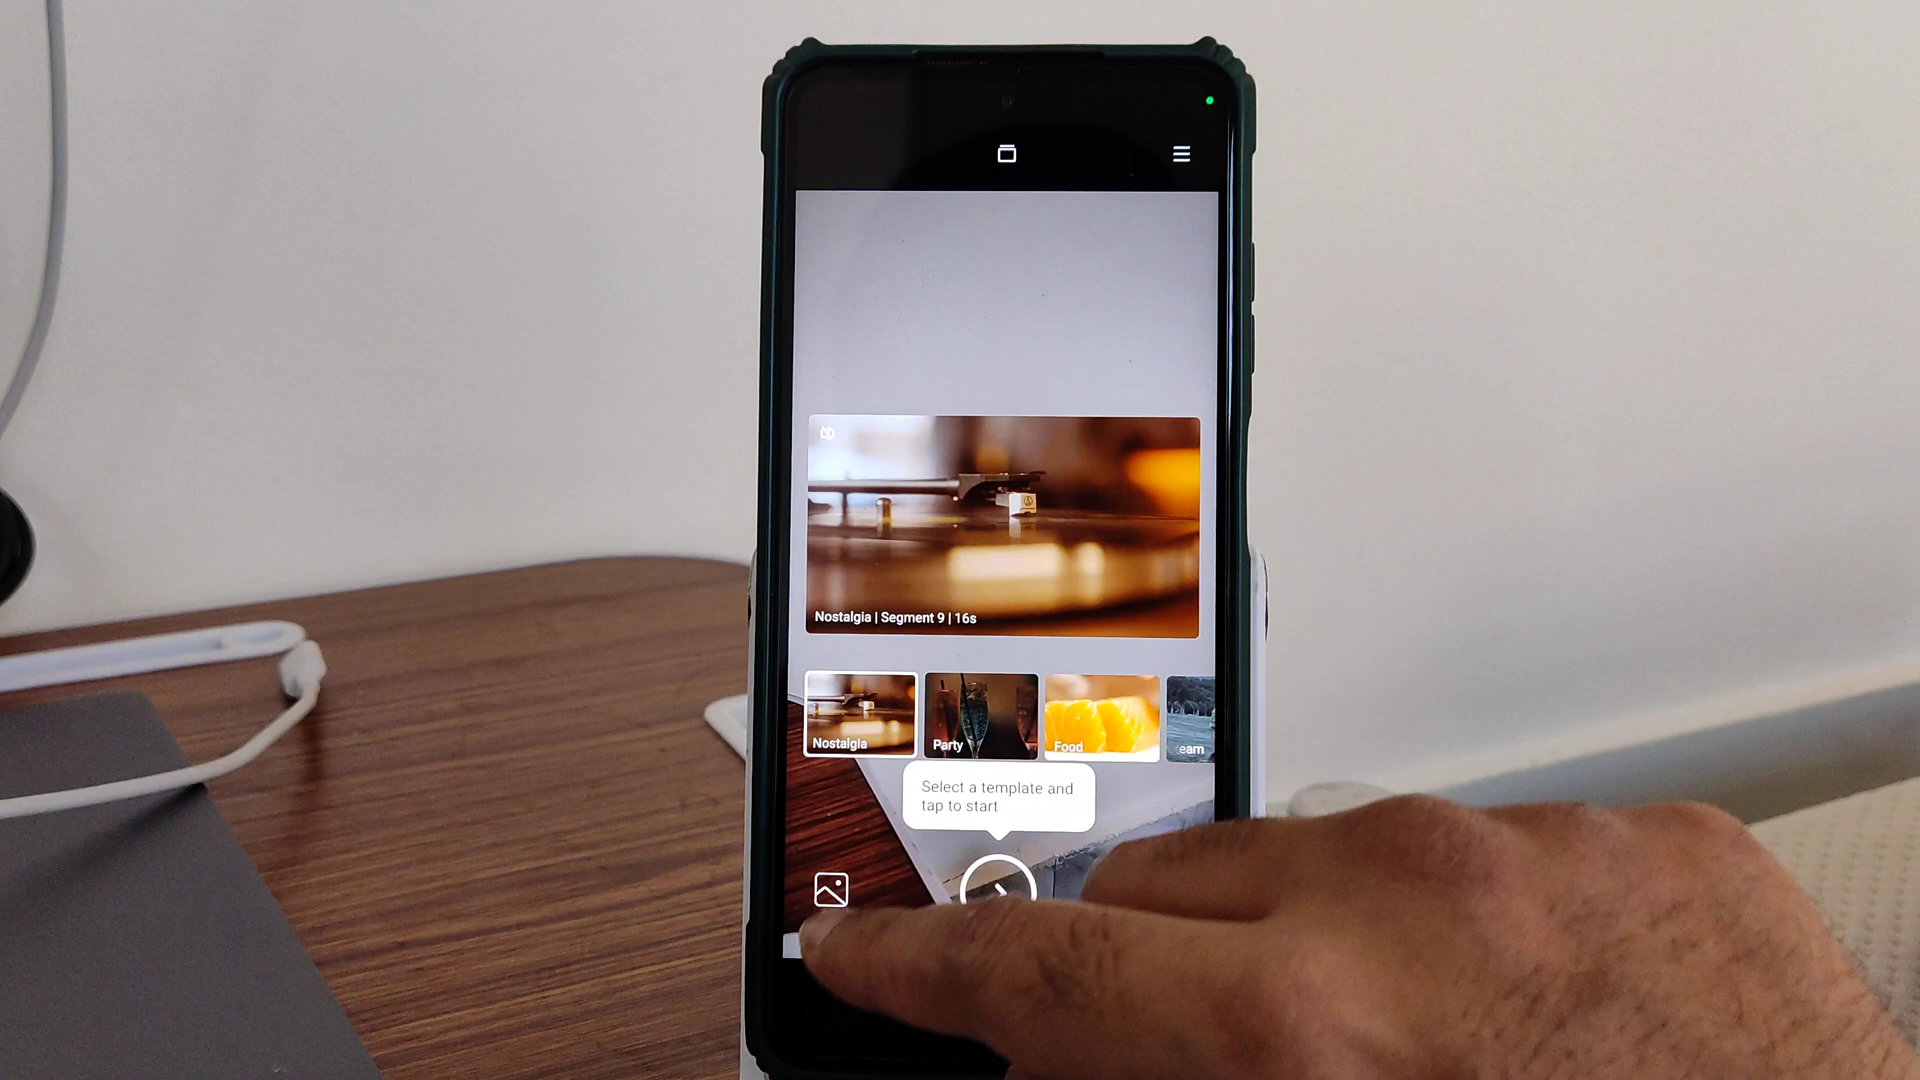 Nostalgia | Segment 9 | 16s
Nostalgia
Party
Food
eam
Select a template and
tap to start